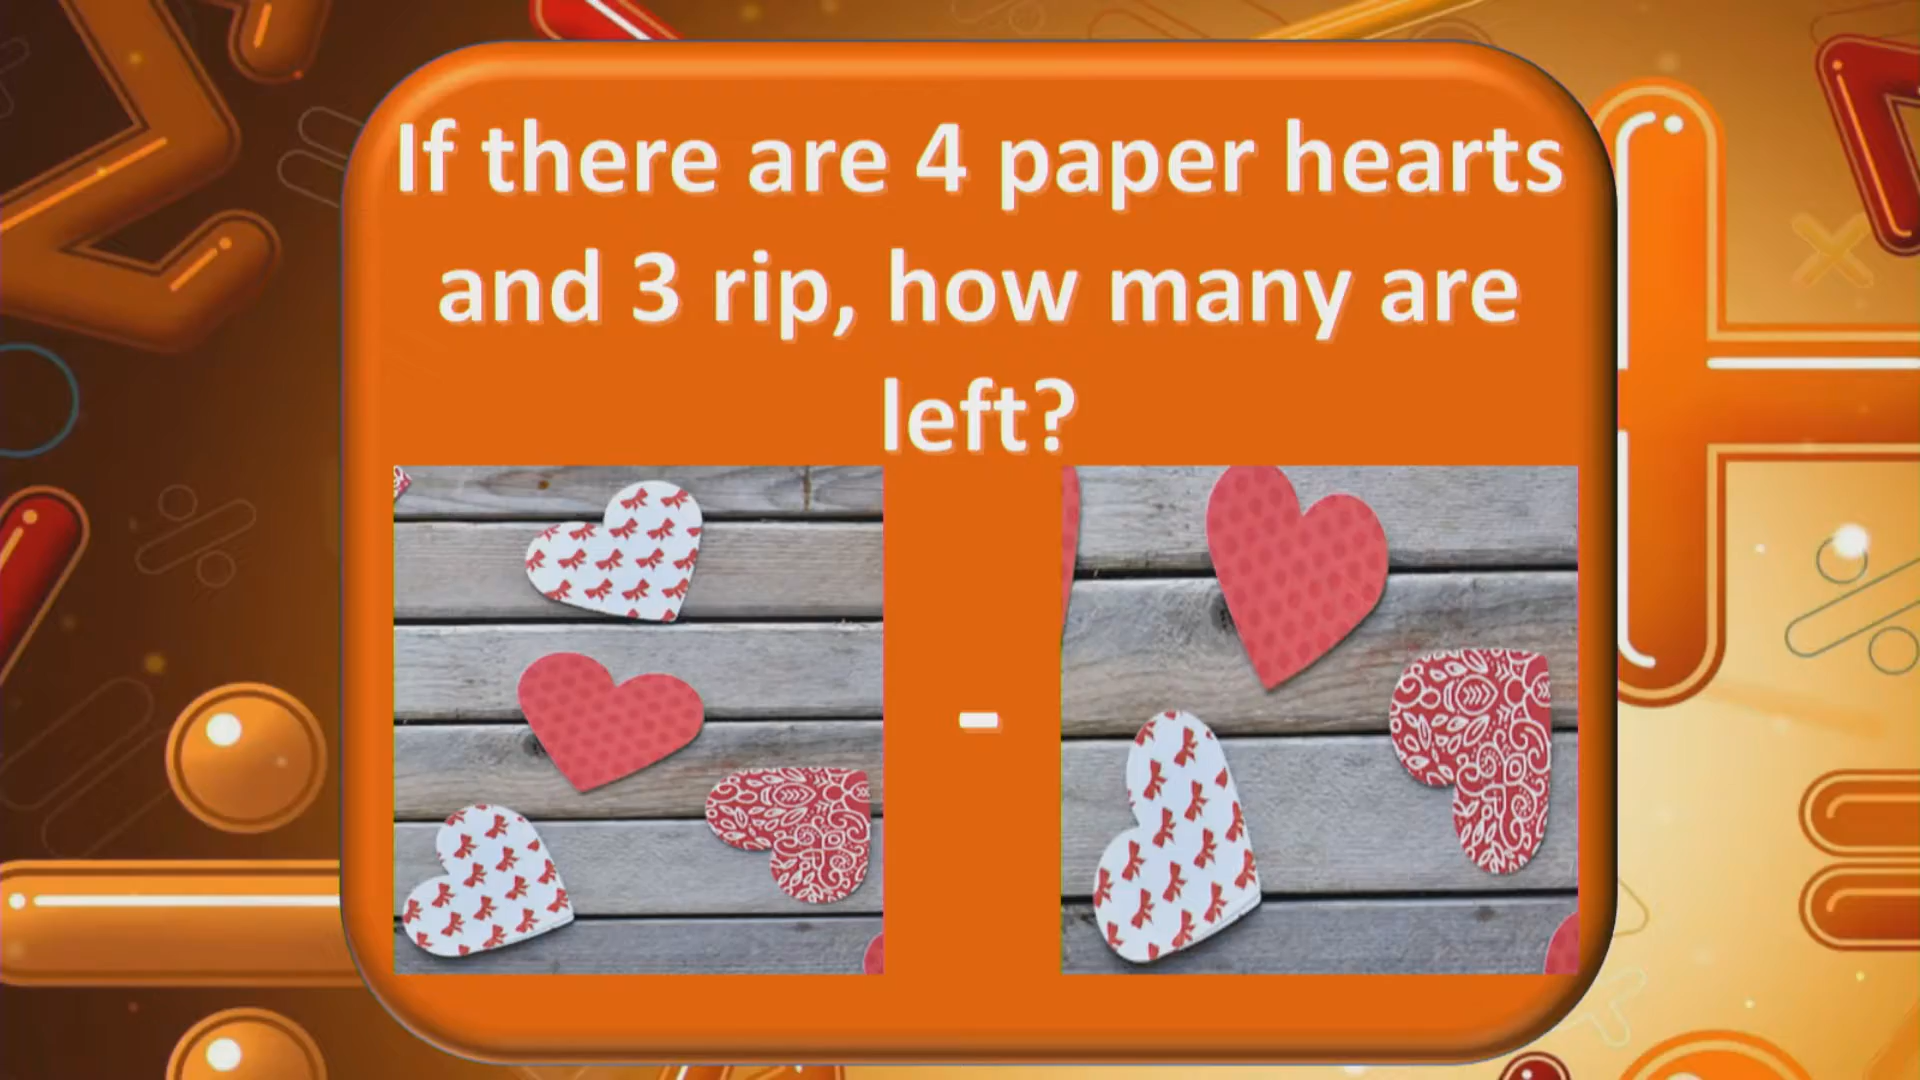 If there are 4 paper hearts
and 3 rip, how many are
left?
-